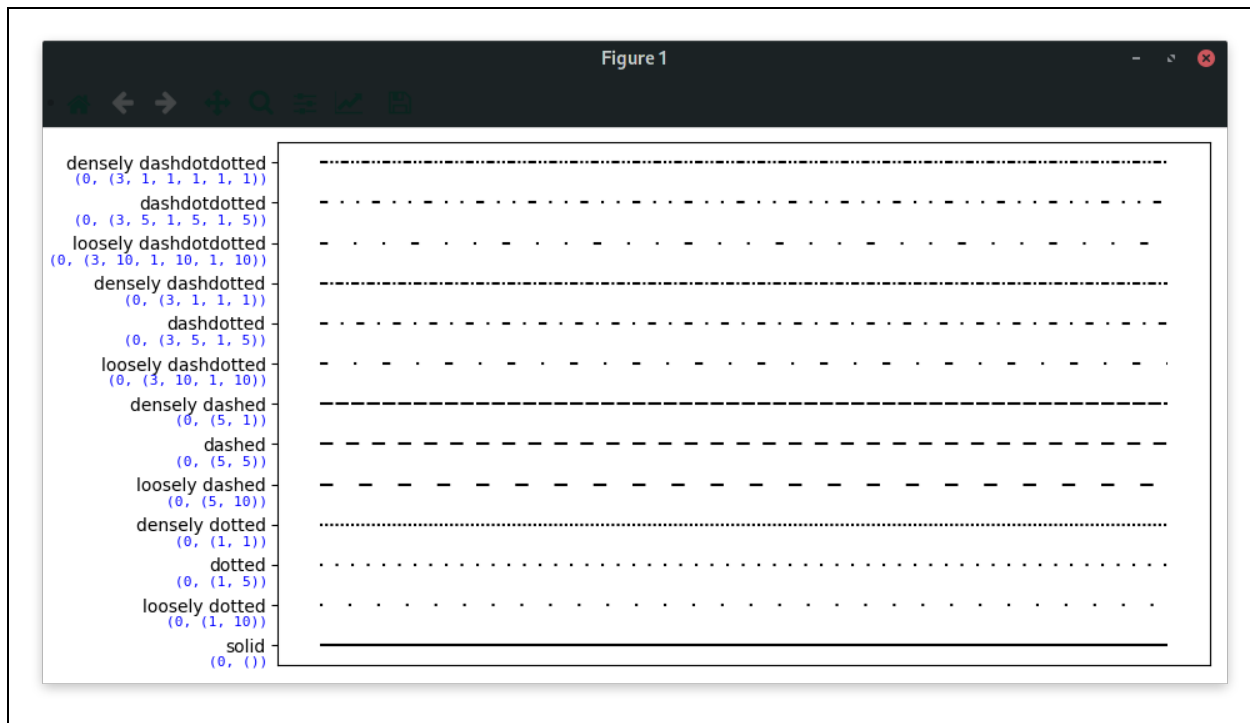 Figure 1
densely dashdotdotted
(0, (3, 1, 1, 1, 1, 1))
dashdotdotted
(0, (3, 5, 1, 5, 1, 5))
loosely dashdotdotted
(0, (3, 10, 1, 10, 1, 10))
densely dashdotted
(0, (3, 1, 1, 1))
dashdotted
(0, (3, 5, 1, 5))
loosely dashdotted
(0, (3, 10, 1, 10))
densely dashed
(0, (5, 1))
dashed
(0, (5, 5))
loosely dashed
(0, (5, 10))
densely dotted
(0, (1, 1))
dotted
(0, (1, 5))
loosely dotted
(0, (1, 10))
solid
(0, ())